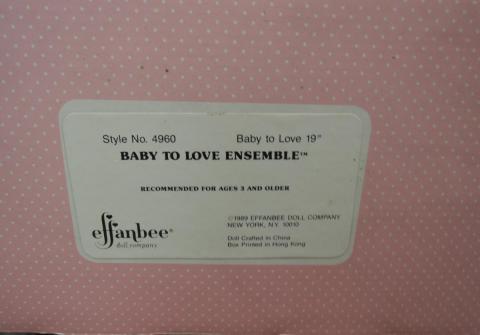 Style No. 4960 Baby to Love 19"
BABY TO LOVE ENSEMBLE™
RECOMMENDED FOR AGES 3 AND OLDER
©1989 EFFANBEE DOLL COMPANY
NEW YORK, N.Y. 10010
effanbee®
doll company
Doll Crafted in China
Box Printed in Hong Kong